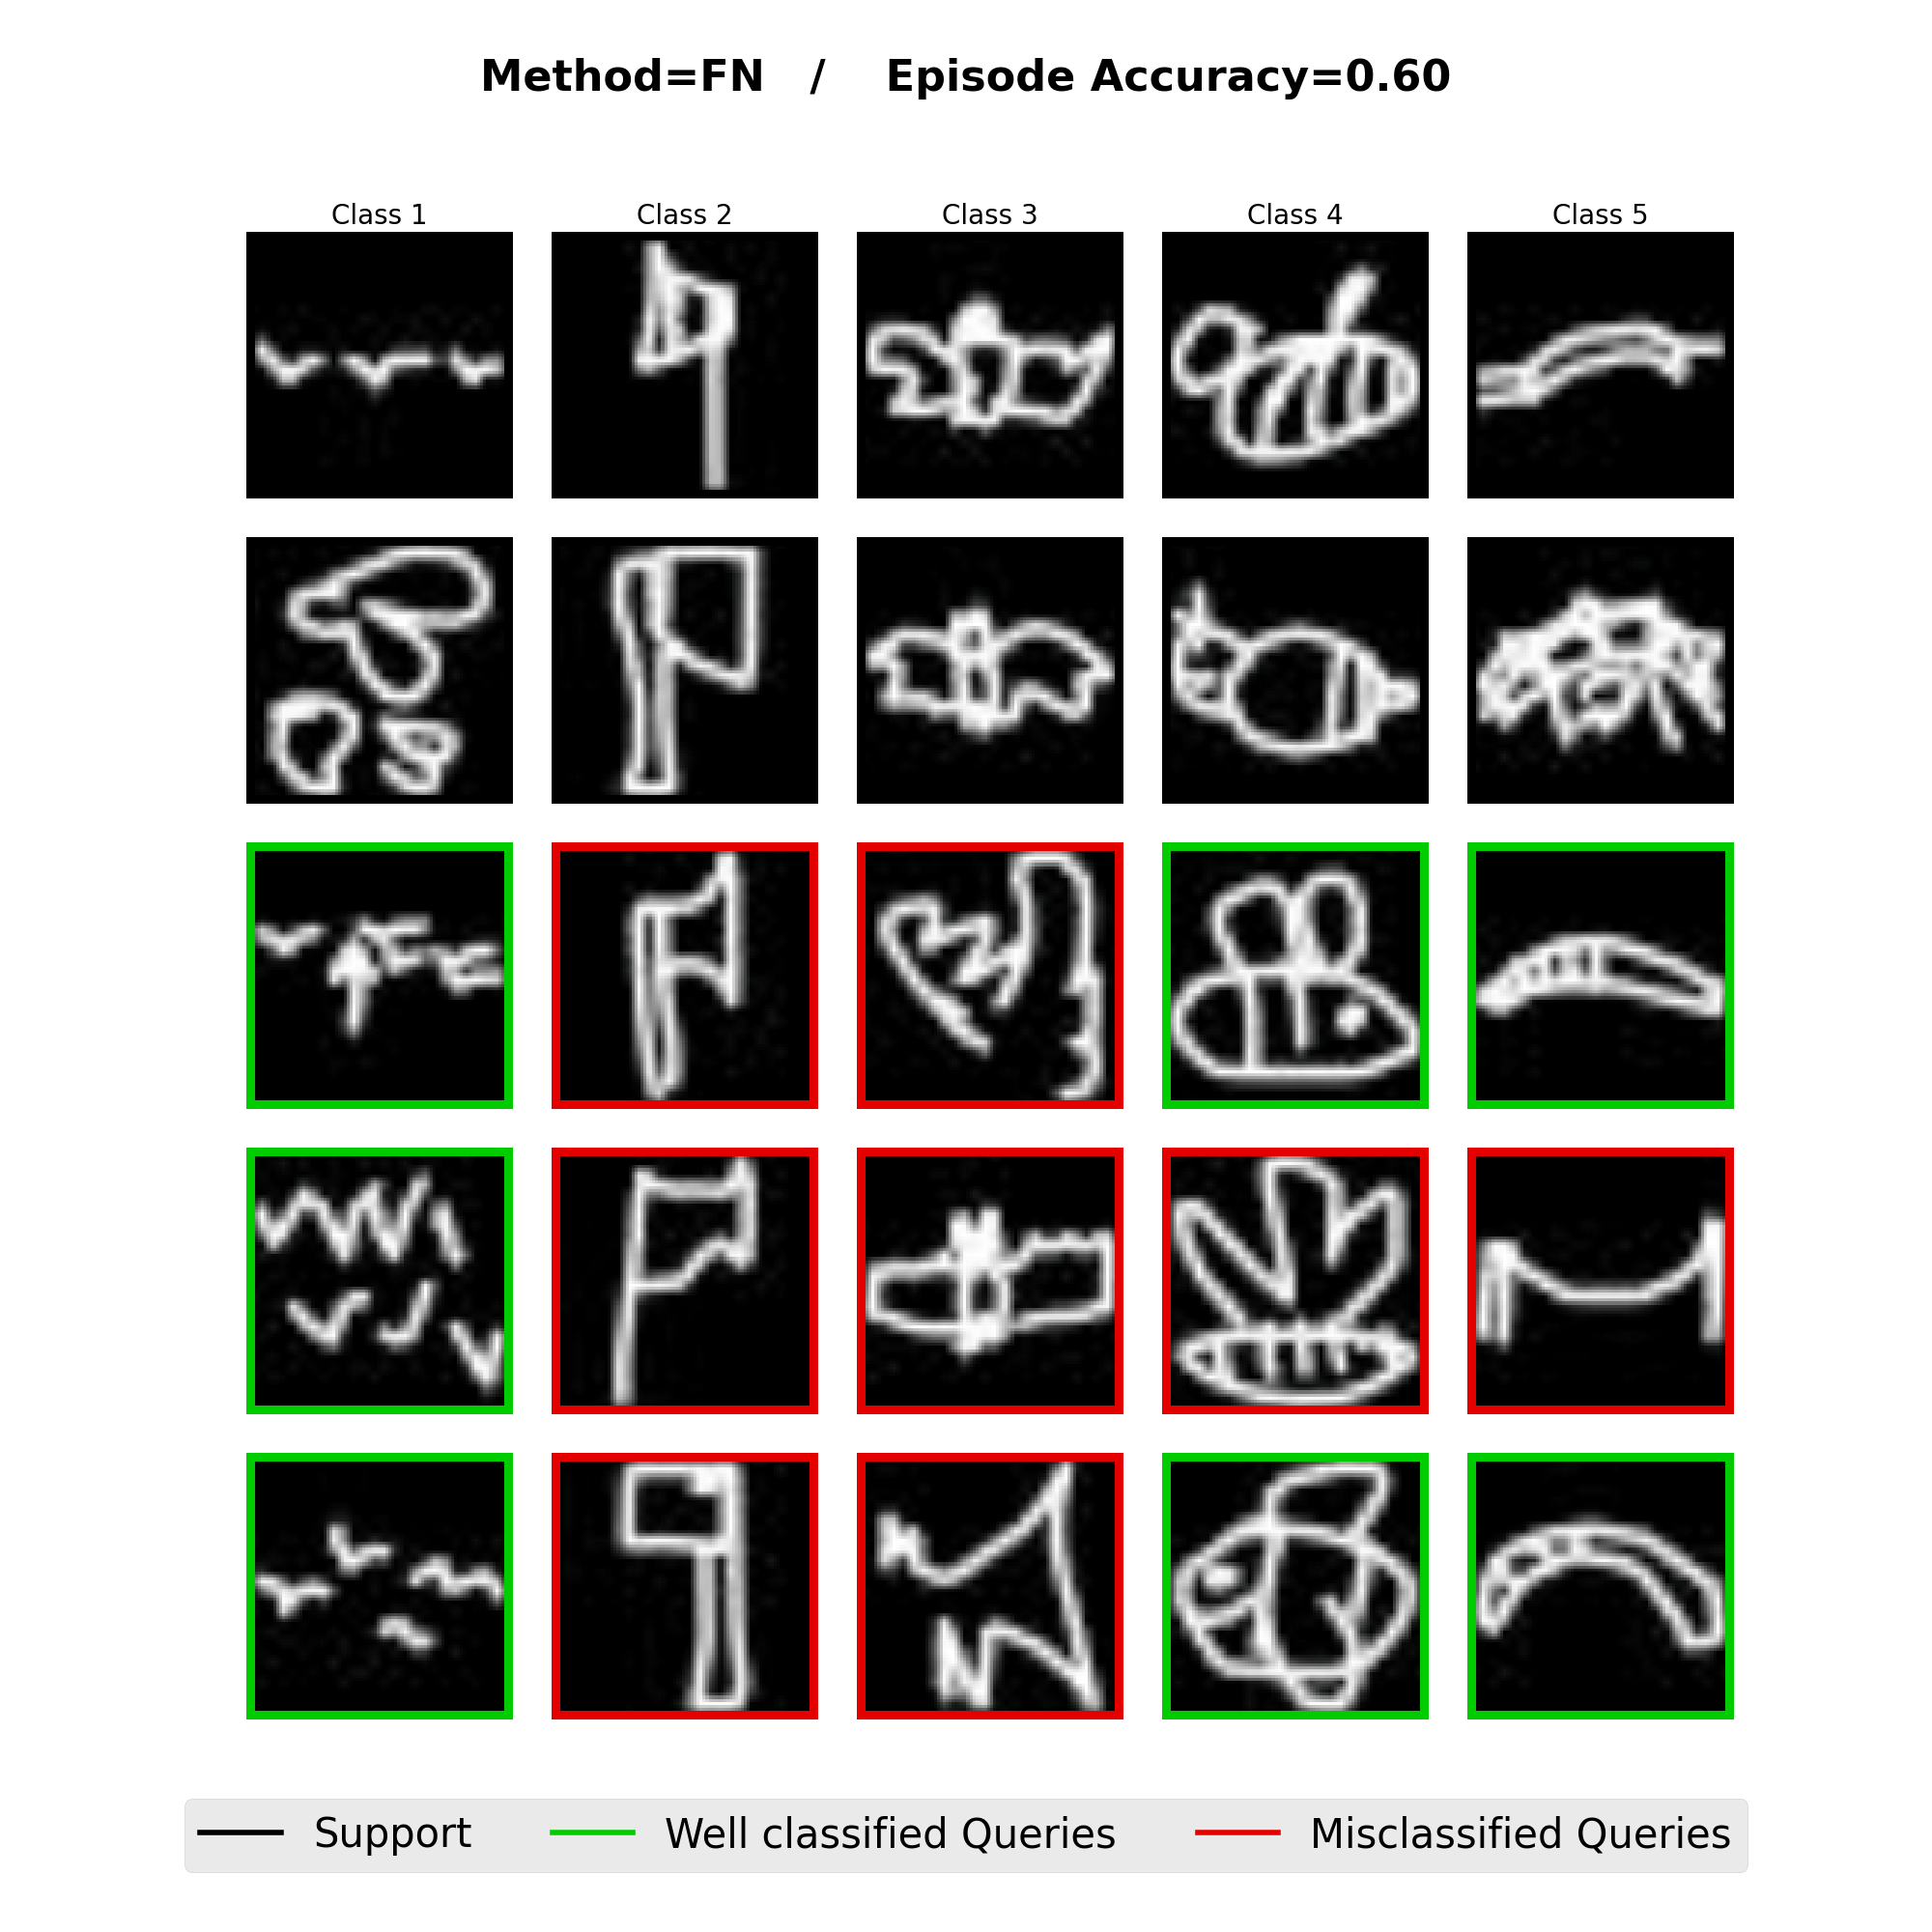 Method=FN / Episode Accuracy=0.60
Class 1 Class 2 Class 3 Class 4 Class 5
Support Well classified Queries Misclassified Queries